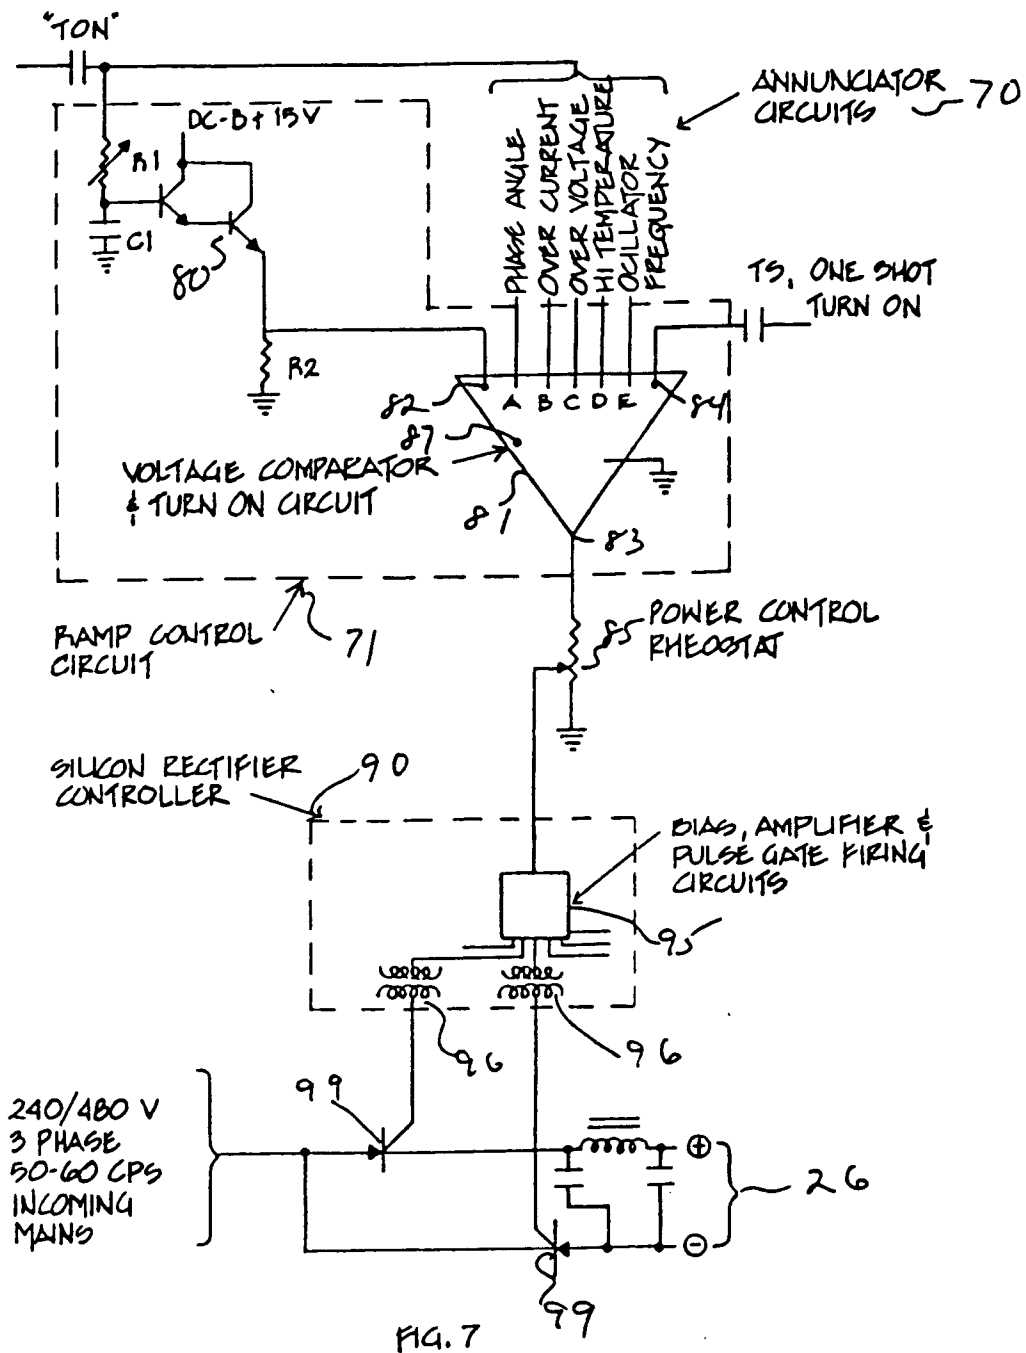 "TON"
ANNUNCIATOR
CIRCUITS 70
DC-B+ 15V
R1
C1
80
PHASE ANGLE
OVER CURRENT
OVER VOLTAGE
HI TEMPERATURE
OCILLATOR
FREQUENCY
TS, ONE SHOT
TURN ON
R2
82
A B C D E
84
87
VOLTAGE COMPARATOR
& TURN ON CIRCUIT
81
83
RAMP CONTROL
CIRCUIT
71
85
POWER CONTROL
RHEOSTAT
SILICON RECTIFIER
CONTROLLER
90
BIAS, AMPLIFIER &
PULSE GATE FIRING
CIRCUITS
95
96
96
99
240/480 V
3 PHASE
50-60 CPS
INCOMING
MAINS
+
26
-
99
FIG. 7